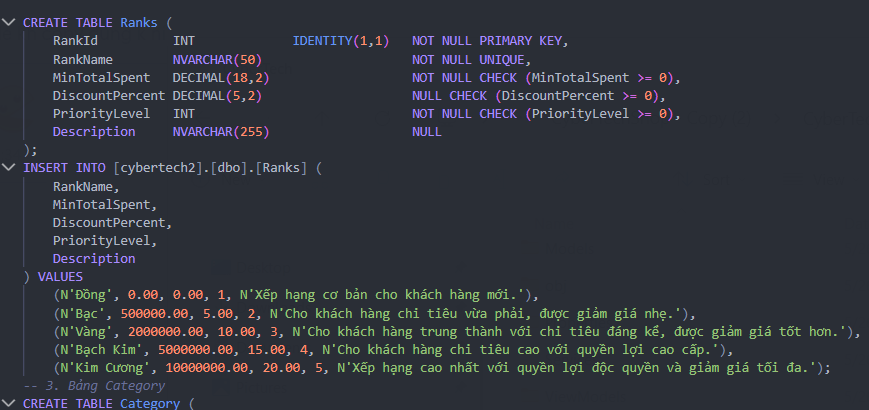 CREATE TABLE Ranks (
RankId INT IDENTITY(1,1) NOT NULL PRIMARY KEY,
RankName NVARCHAR(50) NOT NULL UNIQUE,
MinTotalSpent DECIMAL(18,2) NOT NULL CHECK (MinTotalSpent >= 0),
DiscountPercent DECIMAL(5,2) NULL CHECK (DiscountPercent >= 0),
PriorityLevel INT NOT NULL CHECK (PriorityLevel >= 0),
Description NVARCHAR(255) NULL
);
INSERT INTO [cybertech2].[dbo].[Ranks] (
RankName,
MinTotalSpent,
DiscountPercent,
PriorityLevel,
Description
) VALUES
(N'Đồng', 0.00, 0.00, 1, N'Xếp hạng cơ bản cho khách hàng mới.'),
(N'Bạc', 500000.00, 5.00, 2, N'Cho khách hàng chi tiêu vừa phải, được giảm giá nhẹ.'),
(N'Vàng', 2000000.00, 10.00, 3, N'Cho khách hàng trung thành với chi tiêu đáng kể, được giảm giá tốt hơn.'),
(N'Bạch Kim', 5000000.00, 15.00, 4, N'Cho khách hàng chi tiêu cao với quyền lợi cao cấp.'),
(N'Kim Cương', 10000000.00, 20.00, 5, N'Xếp hạng cao nhất với quyền lợi độc quyền và giảm giá tối đa.');
-- 3. Bảng Category
CREATE TABLE Category (